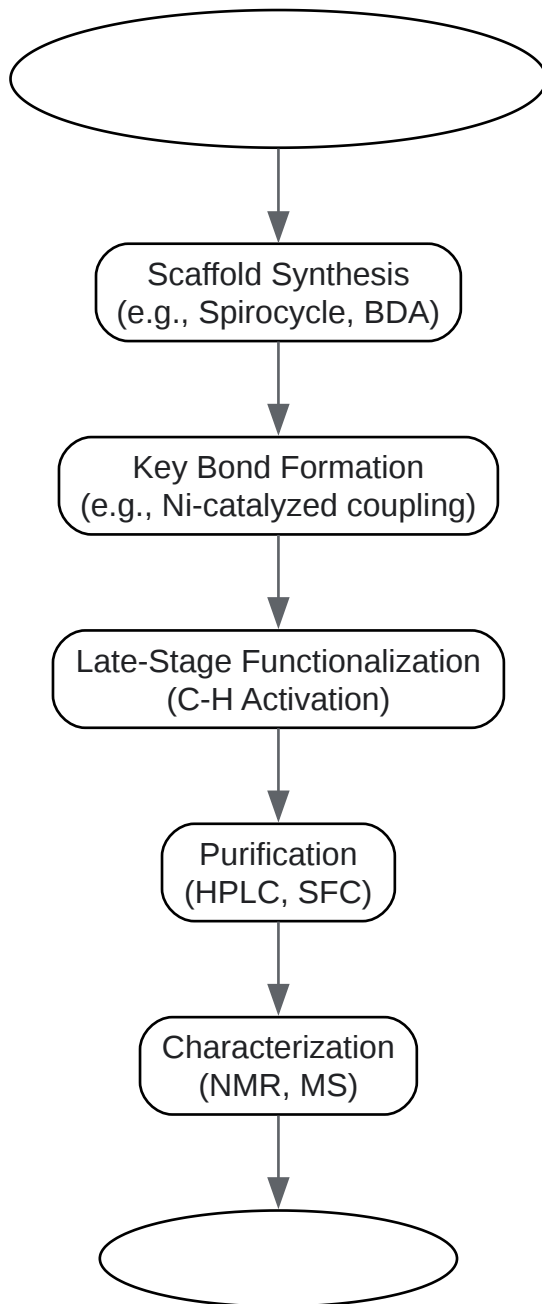 Scaffold Synthesis
(e.g., Spirocycle, BDA)
Key Bond Formation
(e.g., Ni-catalyzed coupling)
Late-Stage Functionalization
(C-H Activation)
Purification
(HPLC, SFC)
Characterization
(NMR, MS)